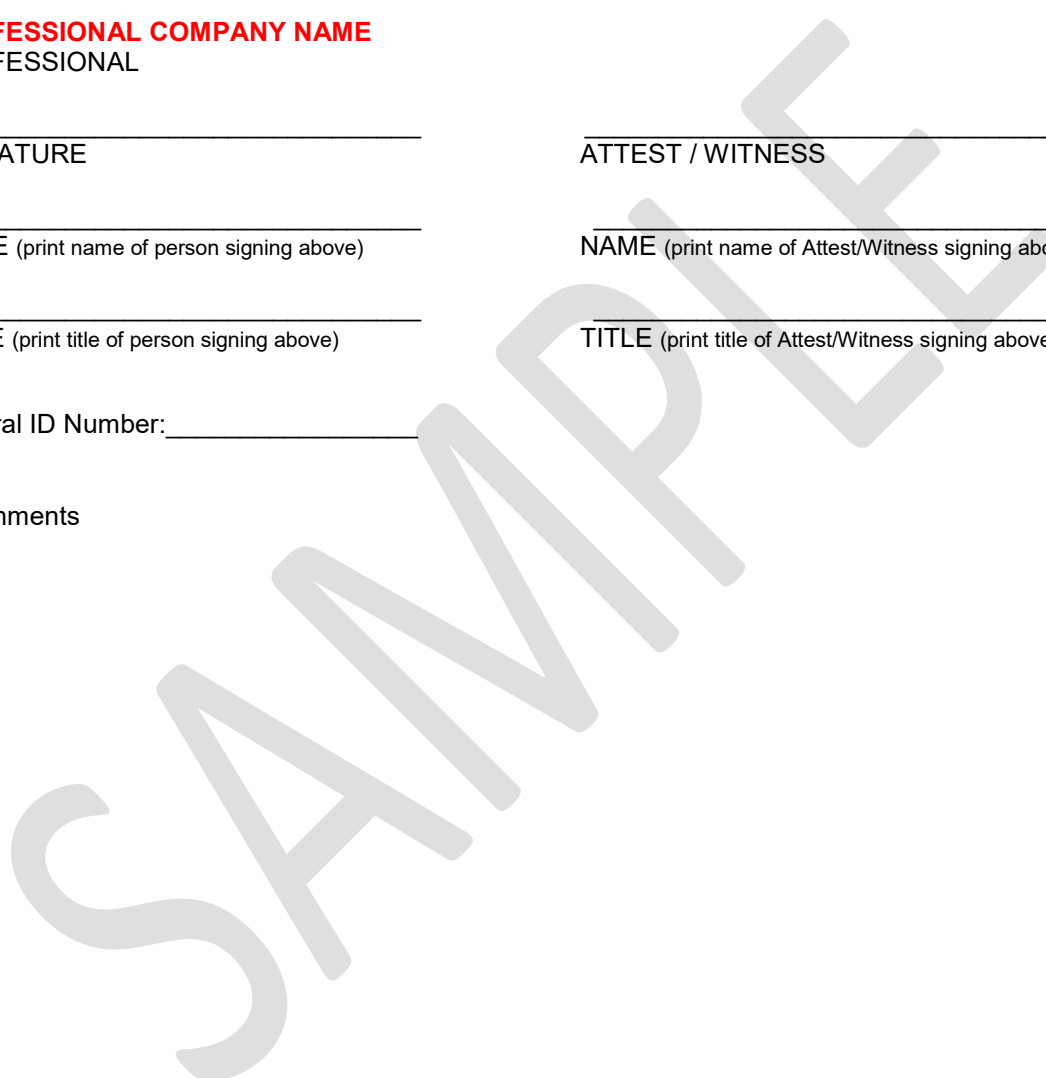 FESSIONAL COMPANY NAME
FESSIONAL
ATURE
ATTEST / WITNESS
E (print name of person signing above)
NAME (print name of Attest/Witness signing abo
E (print title of person signing above)
TITLE (print title of Attest/Witness signing above
ral ID Number:_________________
nments
SAMPLE